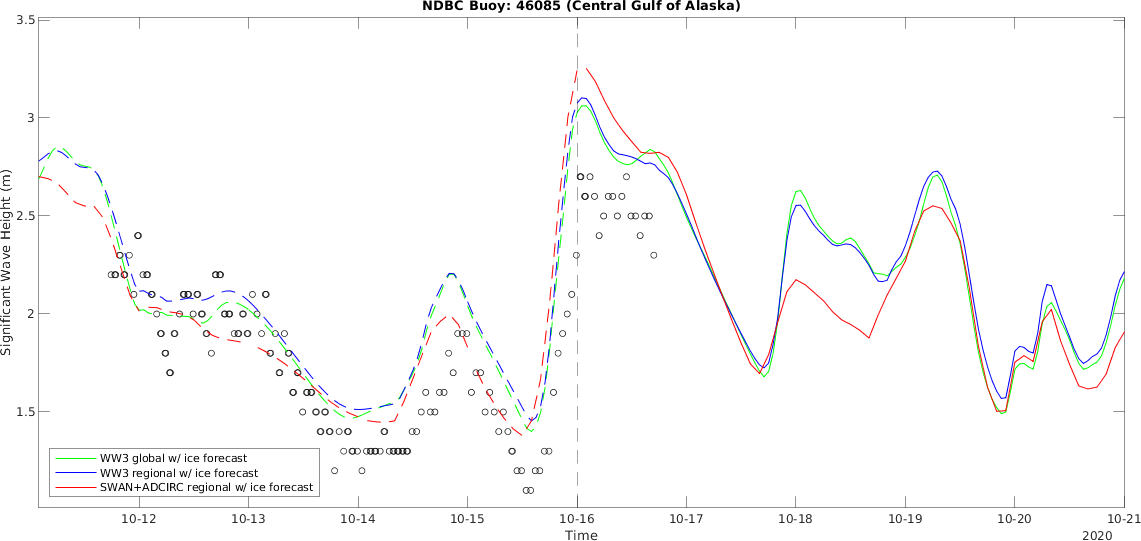 NDBC Buoy: 46085 (Central Gulf of Alaska)
Significant Wave Height (m)
3.5
3
2.5
2
1.5
WW3 global w/ ice forecast
WW3 regional w/ ice forecast
SWAN+ADCIRC regional w/ ice forecast
10-12 10-13 10-14 10-15 10-16 10-17 10-18 10-19 10-20 10-21
Time
2020